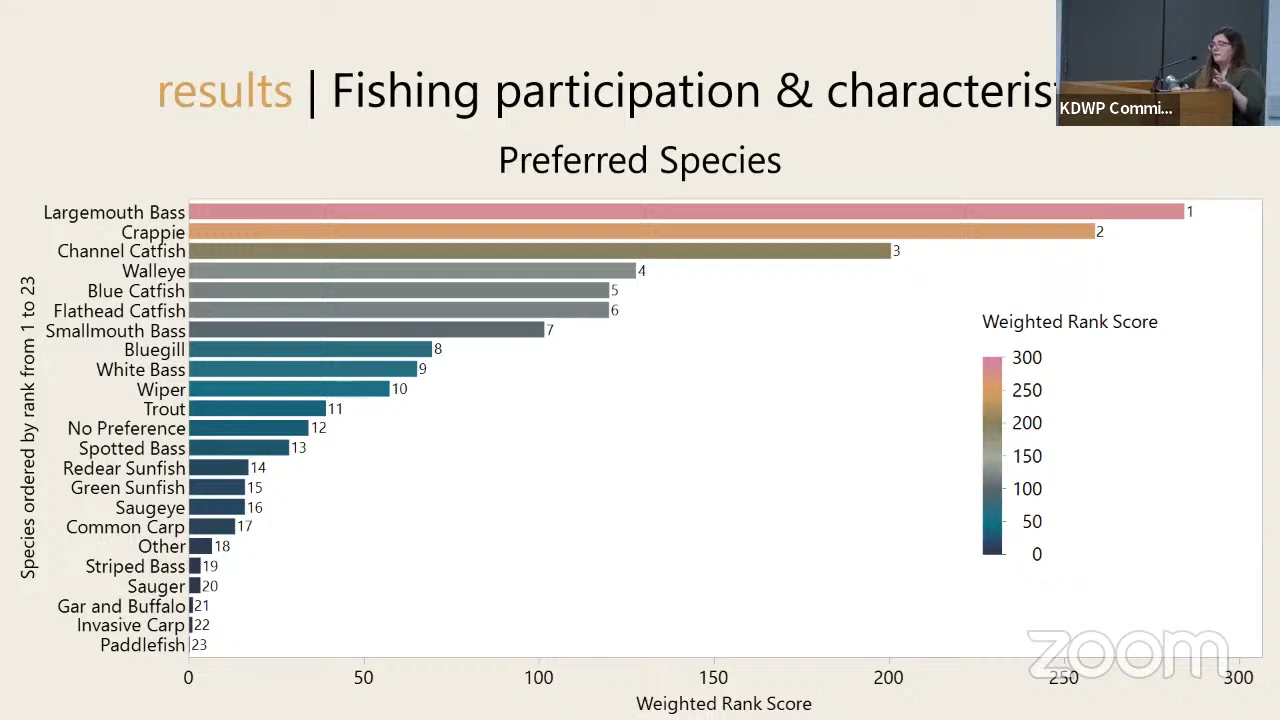 results | Fishing participation & characteris
KDWP Commi...
Preferred Species
Species ordered by rank from 1 to 23
Largemouth Bass 1
Crappie 2
Channel Catfish 3
Walleye 4
Blue Catfish 5
Flathead Catfish 6
Smallmouth Bass 7
Bluegill 8
White Bass 9
Wiper 10
Trout 11
No Preference 12
Spotted Bass 13
Redear Sunfish 14
Green Sunfish 15
Saugeye 16
Common Carp 17
Other 18
Striped Bass 19
Sauger 20
Gar and Buffalo 21
Invasive Carp 22
Paddlefish 23
Weighted Rank Score
300
250
200
150
100
50
0
0 50 100 150 200 250 300
Weighted Rank Score
zoom